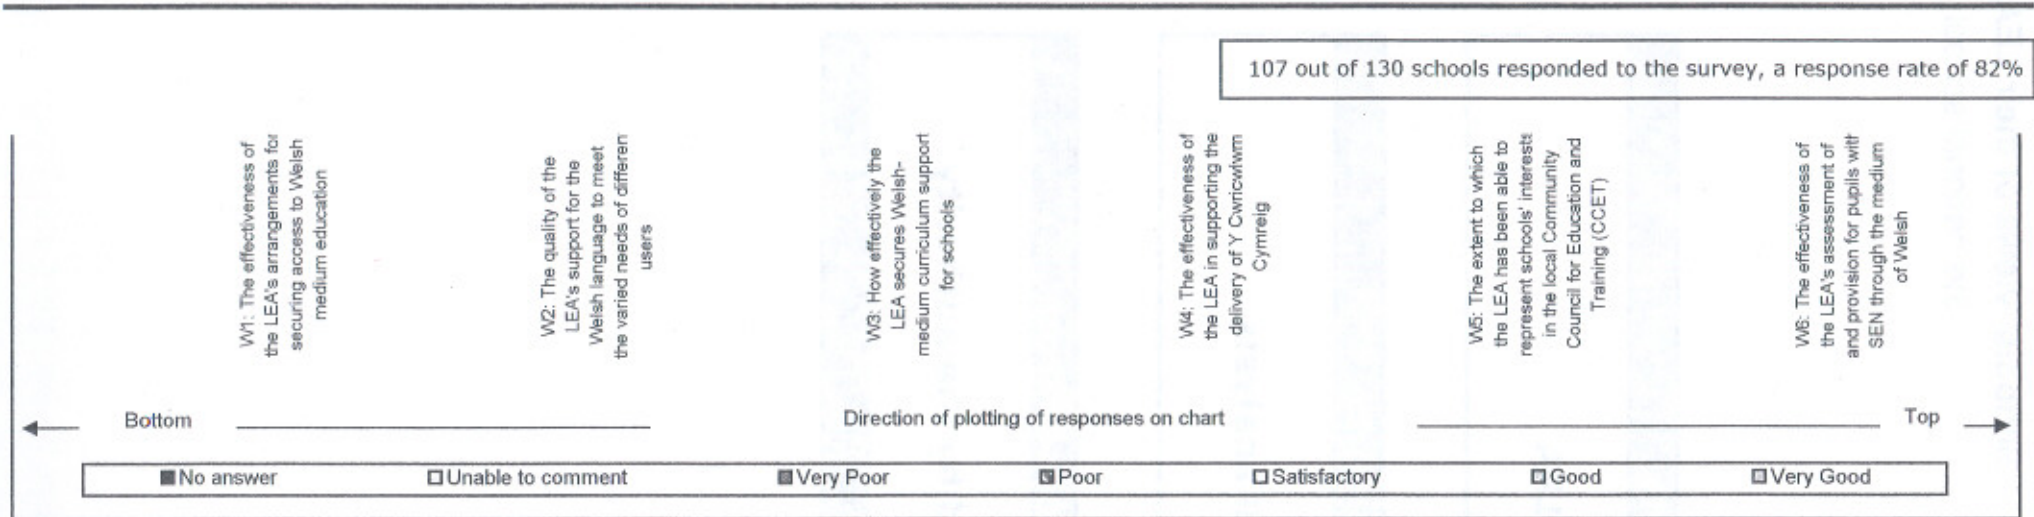 107 out of 130 schools responded to the survey, a response rate of 82%
W1: The effectiveness of
the LEA's arrangements for
securing access to Welsh
medium education
W2: The quality of the
LEA's support for the
Welsh language to meet
the varied needs of differen
users
W3: How effectively the
LEA secures Welsh-
medium curriculum support
for schools
W4: The effectiveness of
the LEA in supporting the
delivery of Y Cwricwlwm
Cymreig
W5: The extent to which
the LEA has been able to
represent schools' interests
in the local Community
Council for Education and
Training (CCET)
W6: The effectiveness of
the LEA's assessment of
and provision for pupils with
SEN through the medium
of Welsh
Bottom Direction of plotting of responses on chart Top
No answer Unable to comment Very Poor Poor Satisfactory Good Very Good